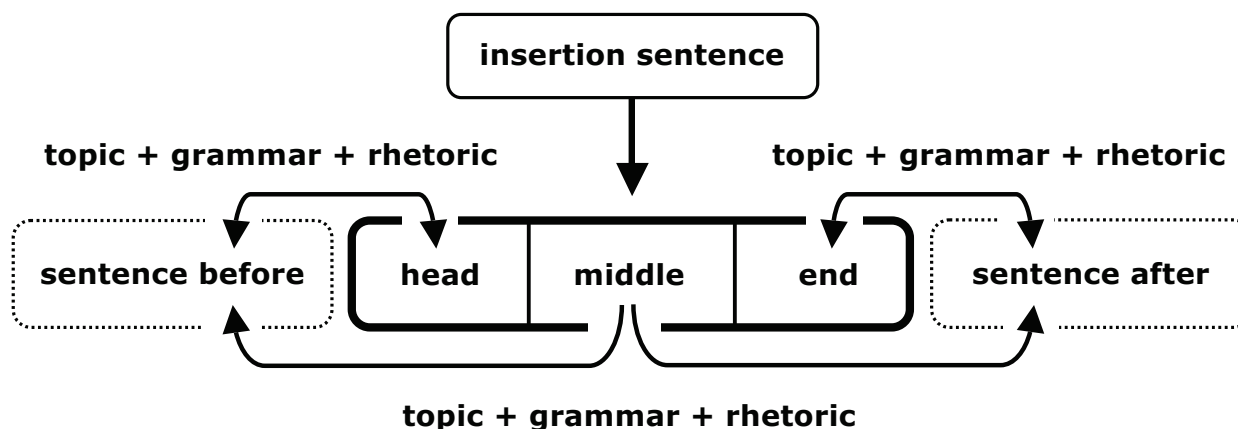 insertion sentence
topic + grammar + rhetoric
topic + grammar + rhetoric
sentence before
head
middle
end
sentence after
topic + grammar + rhetoric